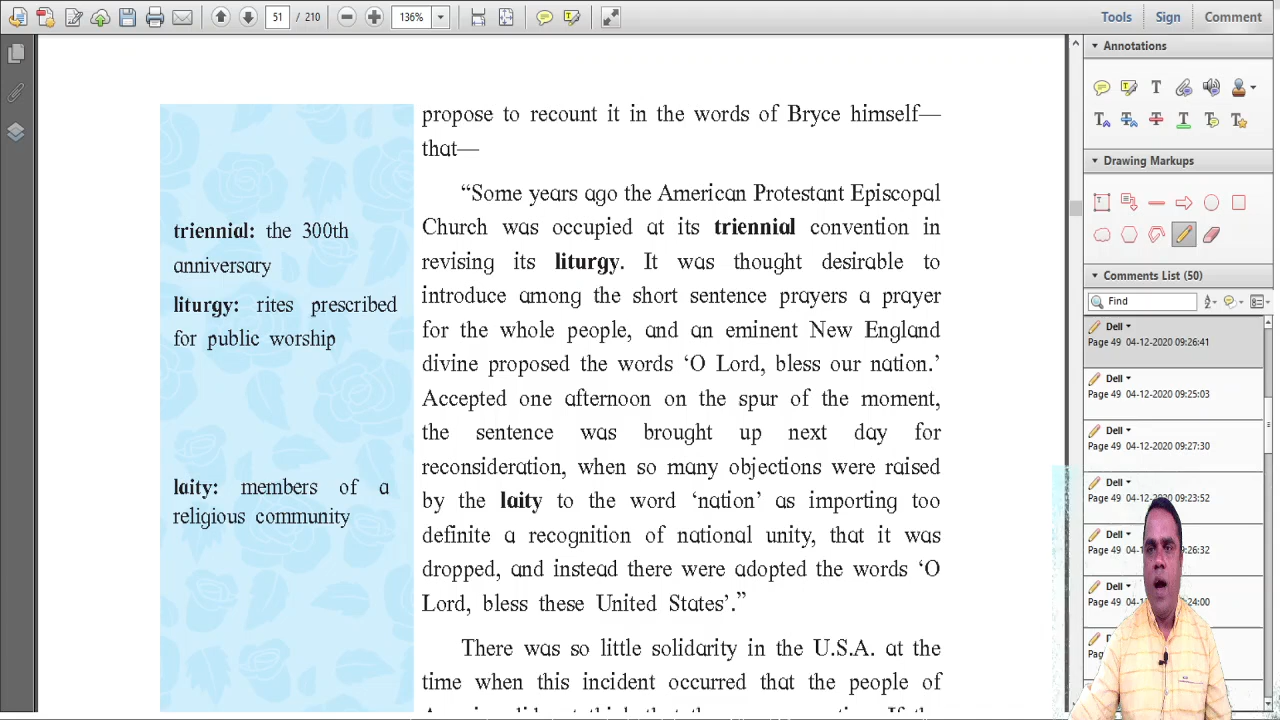 51 / 210
136%
Tools Sign Comment
propose to recount it in the words of Bryce himself—
that—
“Some years ago the American Protestant Episcopal
Church was occupied at its triennial convention in
revising its liturgy. It was thought desirable to
introduce among the short sentence prayers a prayer
for the whole people, and an eminent New England
divine proposed the words ‘O Lord, bless our nation.’
Accepted one afternoon on the spur of the moment,
the sentence was brought up next day for
reconsideration, when so many objections were raised
by the laity to the word ‘nation’ as importing too
definite a recognition of national unity, that it was
dropped, and instead there were adopted the words ‘O
Lord, bless these United States’.”
There was so little solidarity in the U.S.A. at the
time when this incident occurred that the people of
triennial: the 300th
anniversary
liturgy: rites prescribed
for public worship
laity: members of a
religious community
Annotations
Drawing Markups
Comments List (50)
Find
Dell
Page 49 04-12-2020 09:26:41
Dell
Page 49 04-12-2020 09:25:03
Dell
Page 49 04-12-2020 09:27:30
Dell
Page 49 04-12-2020 09:23:52
Dell
Page 49
Dell
Page 49
Page 49